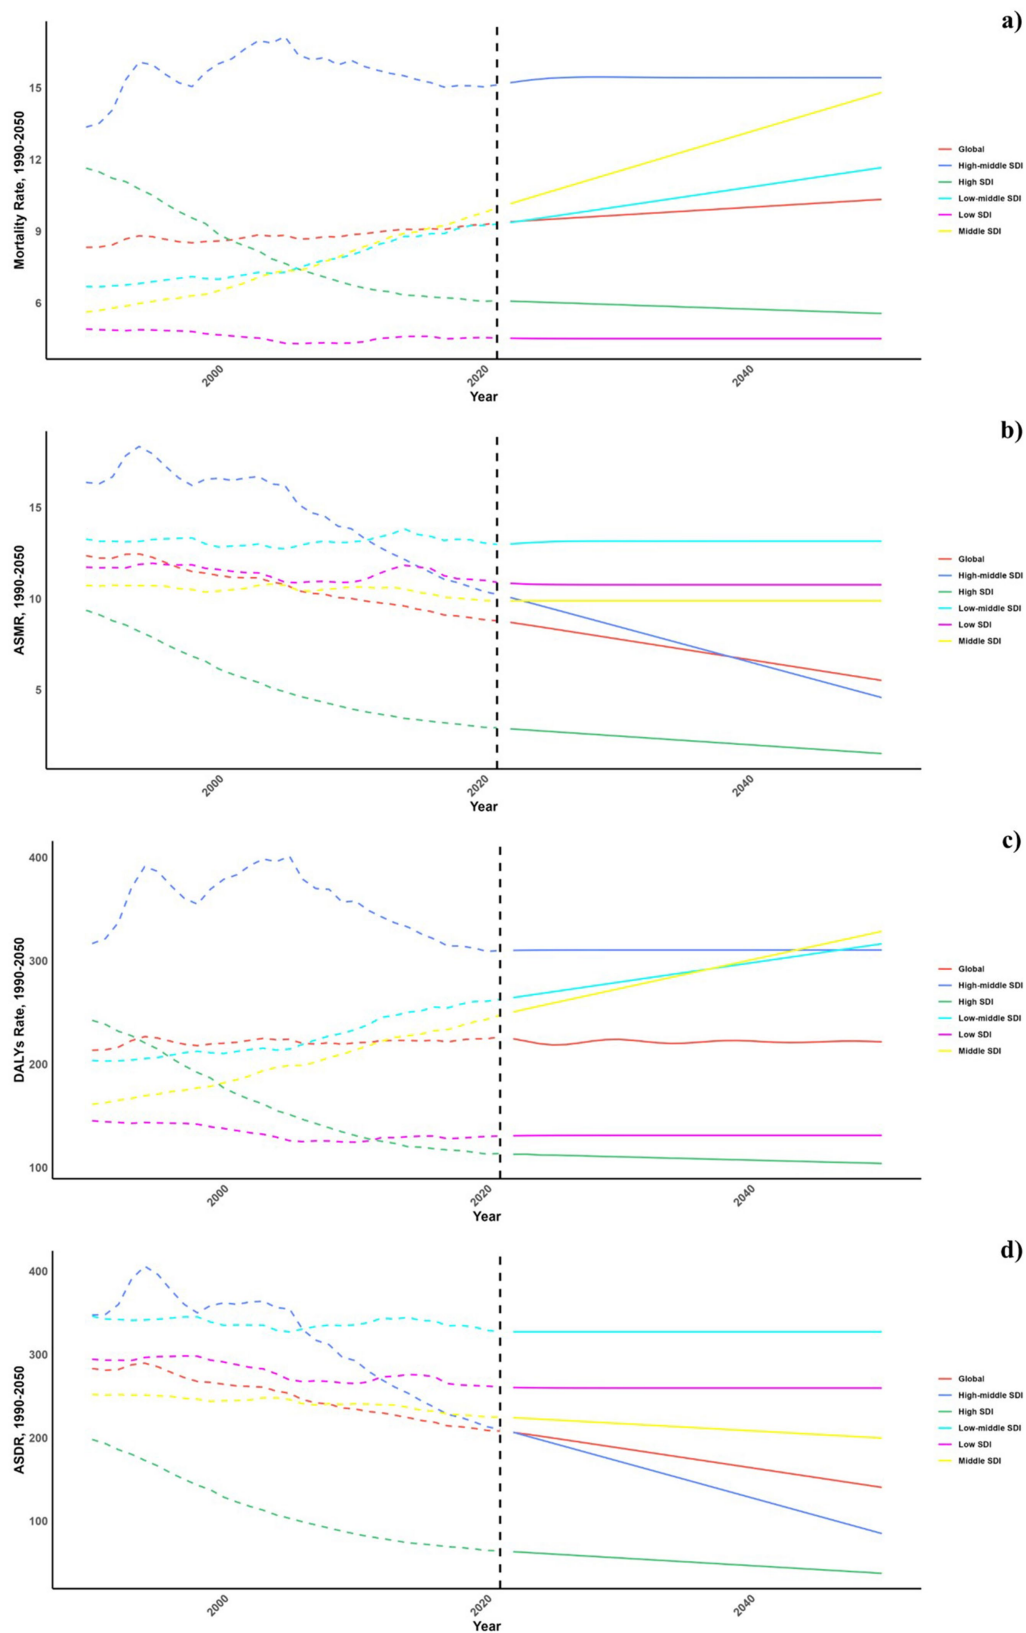 a)
Mortality Rate, 1990-2050
15
12
9
6
2000
2020
2040
Year
Global
High-middle SDI
High SDI
Low-middle SDI
Low SDI
Middle SDI
b)
ASMR, 1990-2050
15
10
5
2000
2020
2040
Year
Global
High-middle SDI
High SDI
Low-middle SDI
Low SDI
Middle SDI
c)
DALYs Rate, 1990-2050
400
300
200
100
2000
2020
2040
Year
Global
High-middle SDI
High SDI
Low-middle SDI
Low SDI
Middle SDI
d)
ASDR, 1990-2050
400
300
200
100
2000
2020
2040
Year
Global
High-middle SDI
High SDI
Low-middle SDI
Low SDI
Middle SDI